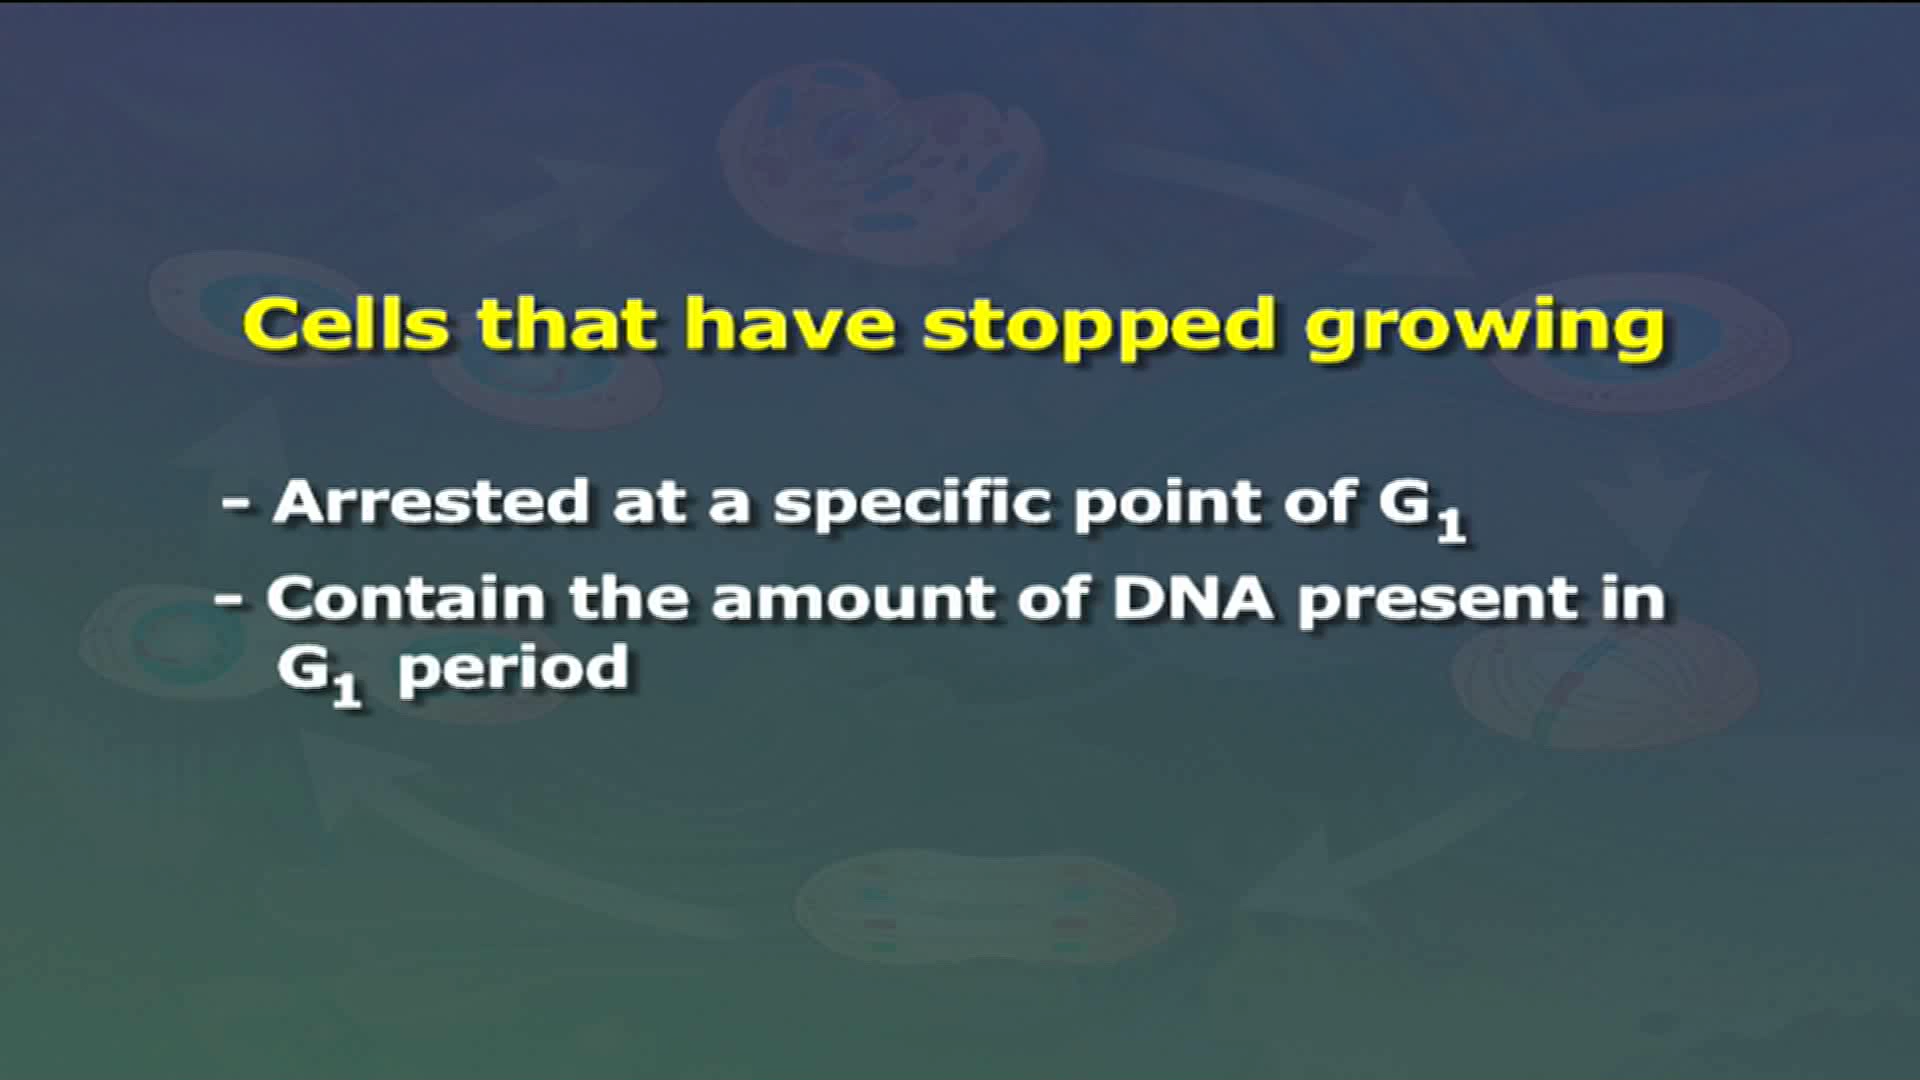 Cells that have stopped growing
- Arrested at a specific point of G₁
- Contain the amount of DNA present in
G₁ period